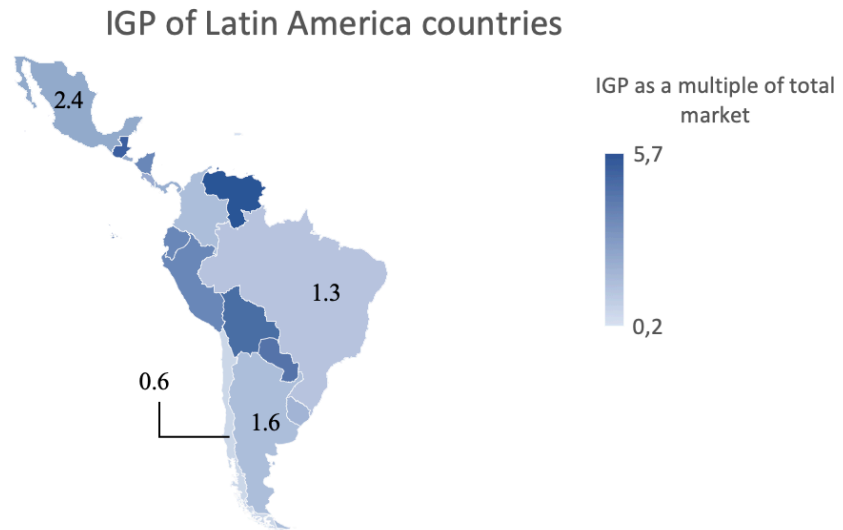 IGP of Latin America countries
IGP as a multiple of total
market
5,7
0,2
2.4
1.3
0.6
1.6